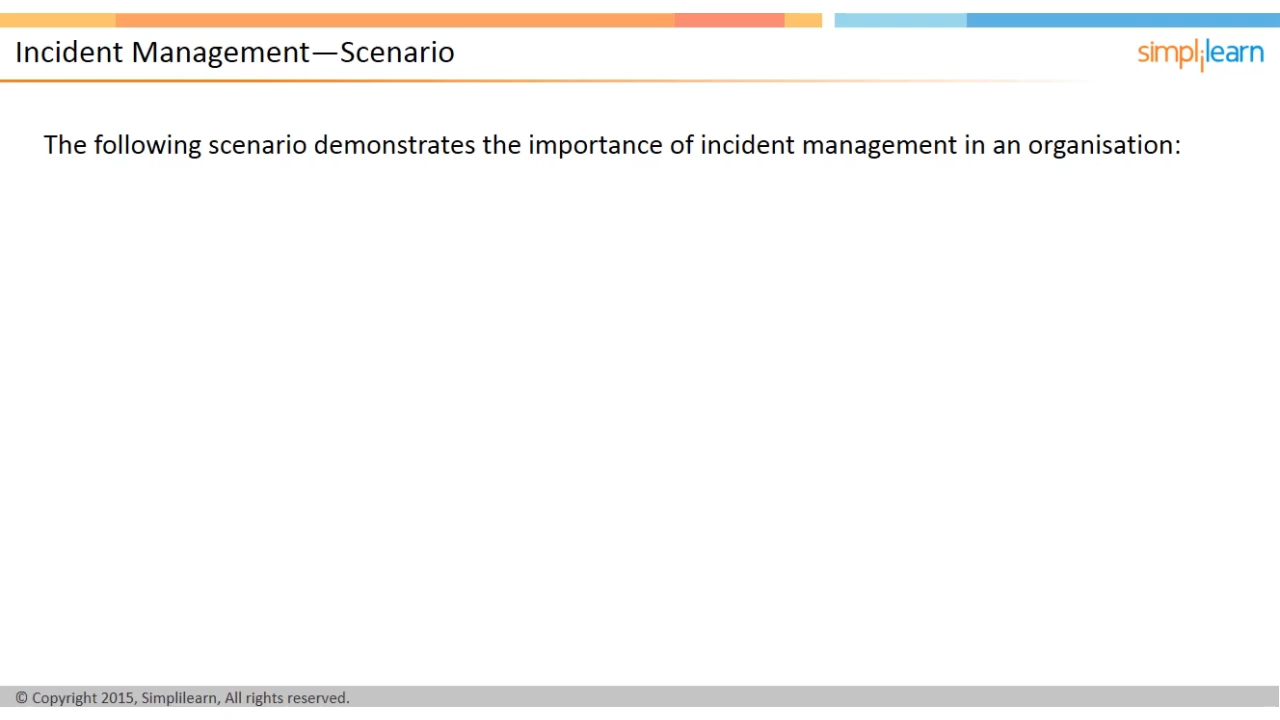 Incident Management—Scenario
simplilearn
The following scenario demonstrates the importance of incident management in an organisation:
© Copyright 2015, Simplilearn, All rights reserved.